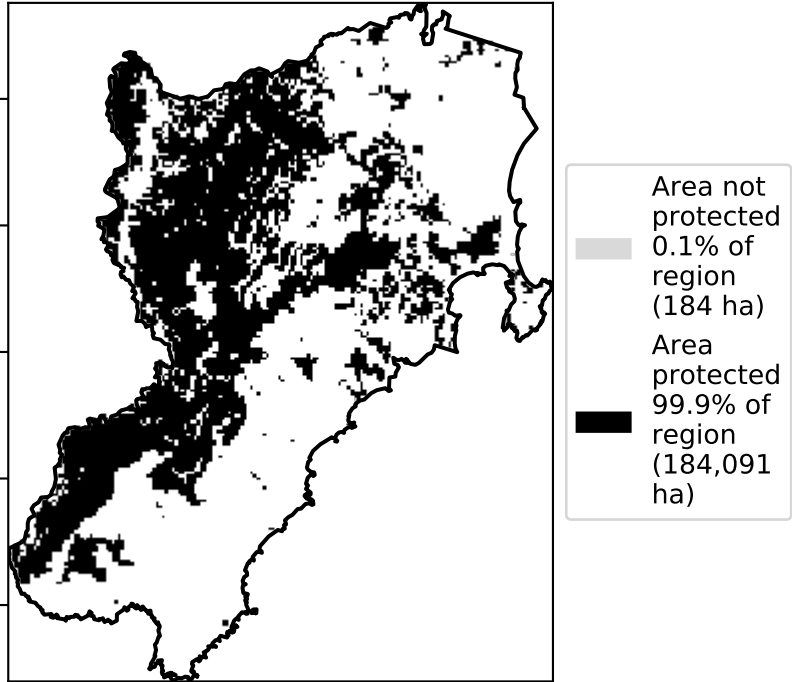 Area not
protected
0.1% of
region
(184 ha)
Area
protected
99.9% of
region
(184,091
ha)